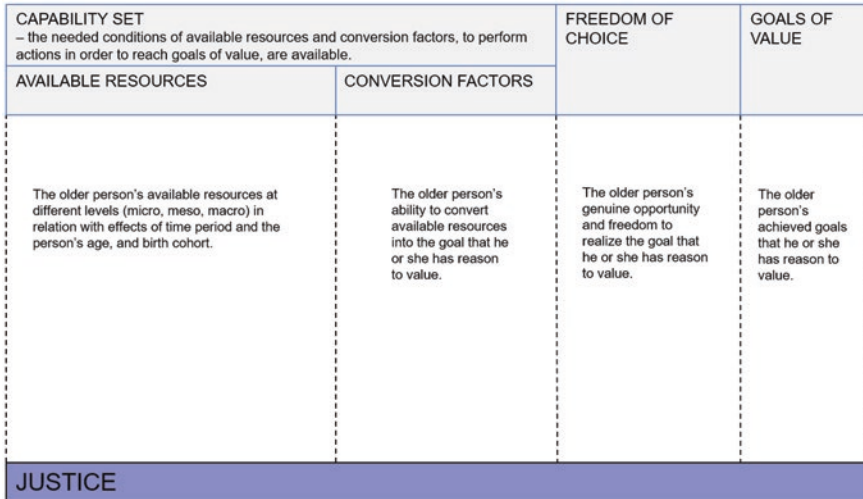 CAPABILITY SET
– the needed conditions of available resources and conversion factors, to perform
actions in order to reach goals of value, are available.
FREEDOM OF
CHOICE
GOALS OF
VALUE
AVAILABLE RESOURCES
CONVERSION FACTORS
The older person's available resources at
different levels (micro, meso, macro) in
relation with effects of time period and the
person's age, and birth cohort.
The older person's
ability to convert
available resources
into the goal that he
or she has reason
to value.
The older person's
genuine opportunity
and freedom to
realize the goal that
he or she has reason
to value.
The older
person's
achieved goals
that he or she
has reason to
value.
JUSTICE